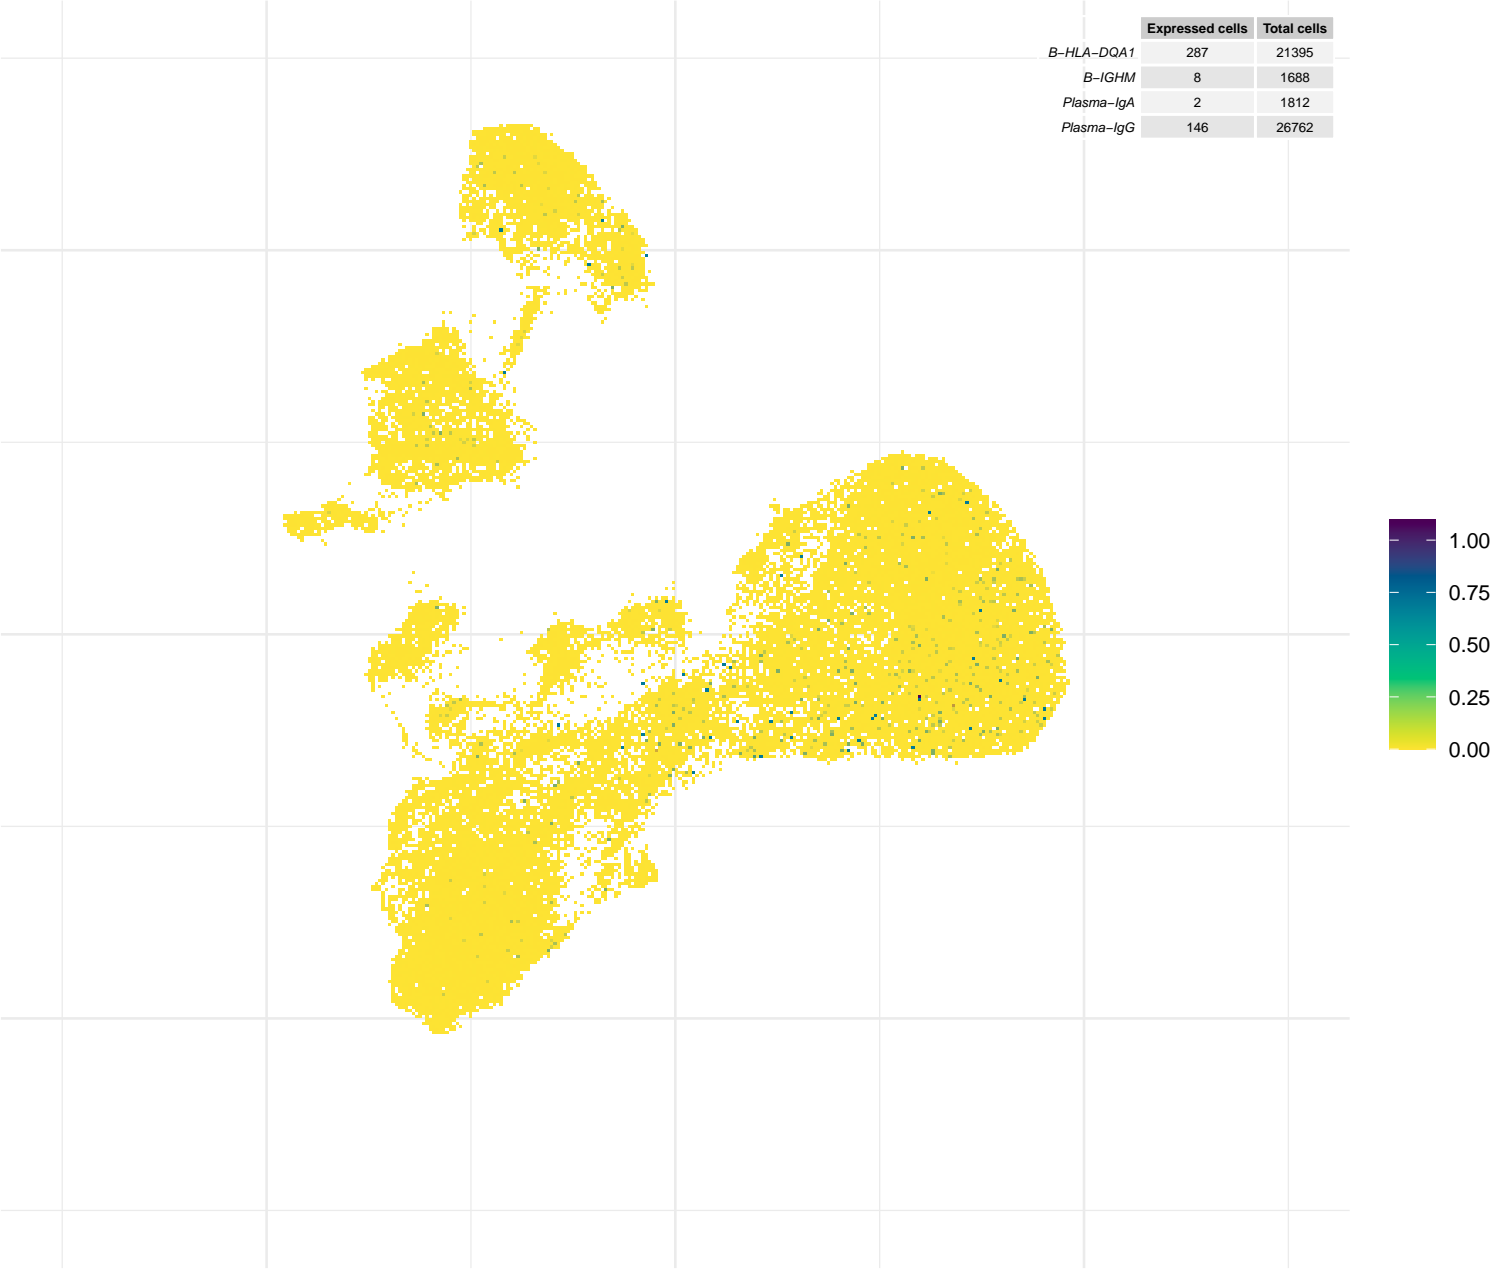 Expressed cells Total cells
B−HLA−DQA1 287 21395
B−IGHM 8 1688
Plasma−IgA 2 1812
Plasma−IgG 146 26762
1.00
0.75
0.50
0.25
0.00